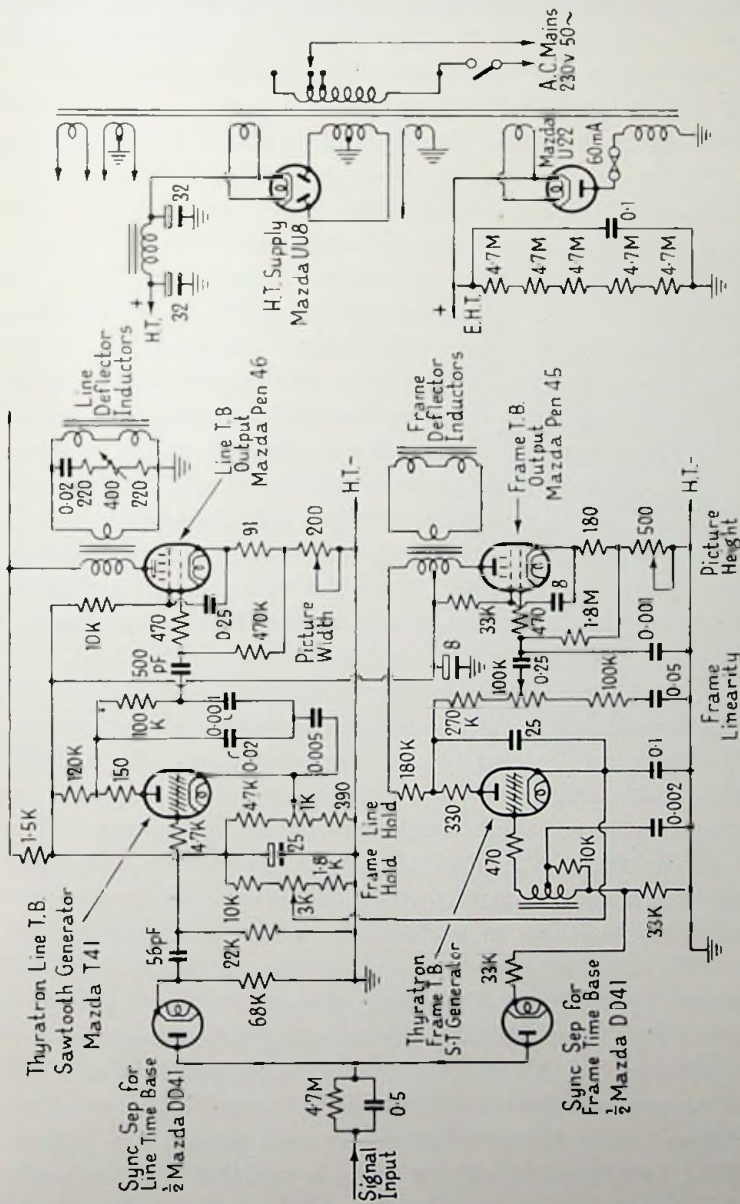 Thyratron Line T.B.
Sawtooth Generator
Mazda T41
Sync Sep for
Line Time Base
½ Mazda DD41
Signal
Input
4·7M
0·5
56pF
22K
68K
1·5K
120K
150
47K
100
K
0·02
0·005
500
pF
470
10K
0·25
470K
91
200
Picture
Width
10K
3K
1·8
K
25
4·7K
1K
390
Frame
Hold
Line
Hold
Line T.B
Output
Mazda Pen 46
0·02
220
400
220
Line
Deflector
Inductors
H.T.-
H.T.
+
32
32
H.T. Supply
Mazda UU8
A.C. Mains
230v 50~
Thyratron
Frame T.B.
S-T Generator
Sync Sep for
Frame Time Base
½ Mazda DD41
33K
33K
470
10K
0·002
0·1
180K
330
270
K
25
100K
100K
0·05
Frame
Linearity
8
33K
470
0·25
8
1·8M
0·001
180
500
Picture
Height
Frame T.B.
Output
Mazda Pen 45
Frame
Deflector
Inductors
H.T.-
+
E.H.T.
4·7M
4·7M
4·7M
4·7M
4·7M
0·1
Mazda
U22
60mA